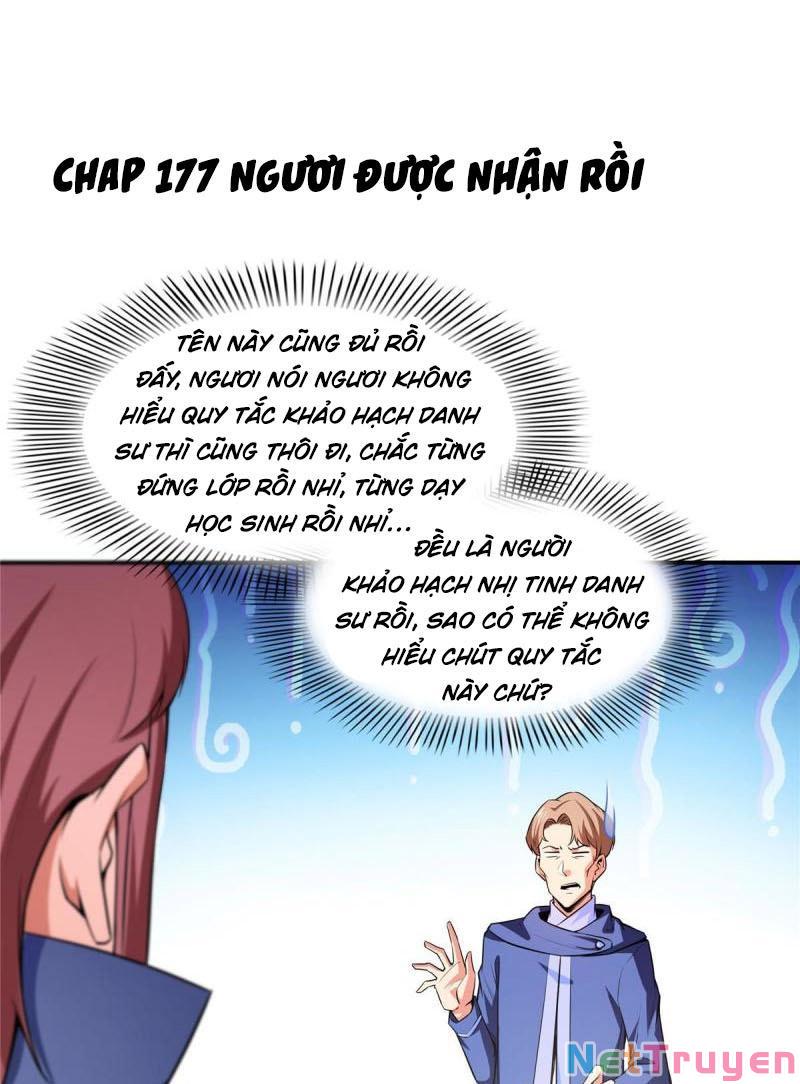 CHAP 177 NGƯƠI ĐƯỢC NHẬN RỒI
TÊN NÀY CŨNG ĐỦ RỒI
ĐẤY, NGƯƠI NÓI NGƯƠI KHÔNG
HIỂU QUY TẮC KHẢO HẠCH DANH
SƯ THÌ CŨNG THÔI ĐI, CHẮC TỪNG
ĐỨNG LỚP RỒI NHỈ, TỪNG DẠY
HỌC SINH RỒI NHỈ...
ĐỀU LÀ NGƯỜI
KHẢO HẠCH NHỊ TINH DANH
SƯ RỒI, SAO CÓ THỂ KHÔNG
HIỂU CHÚT QUY TẮC
NÀY CHỨ?
NetTruyen